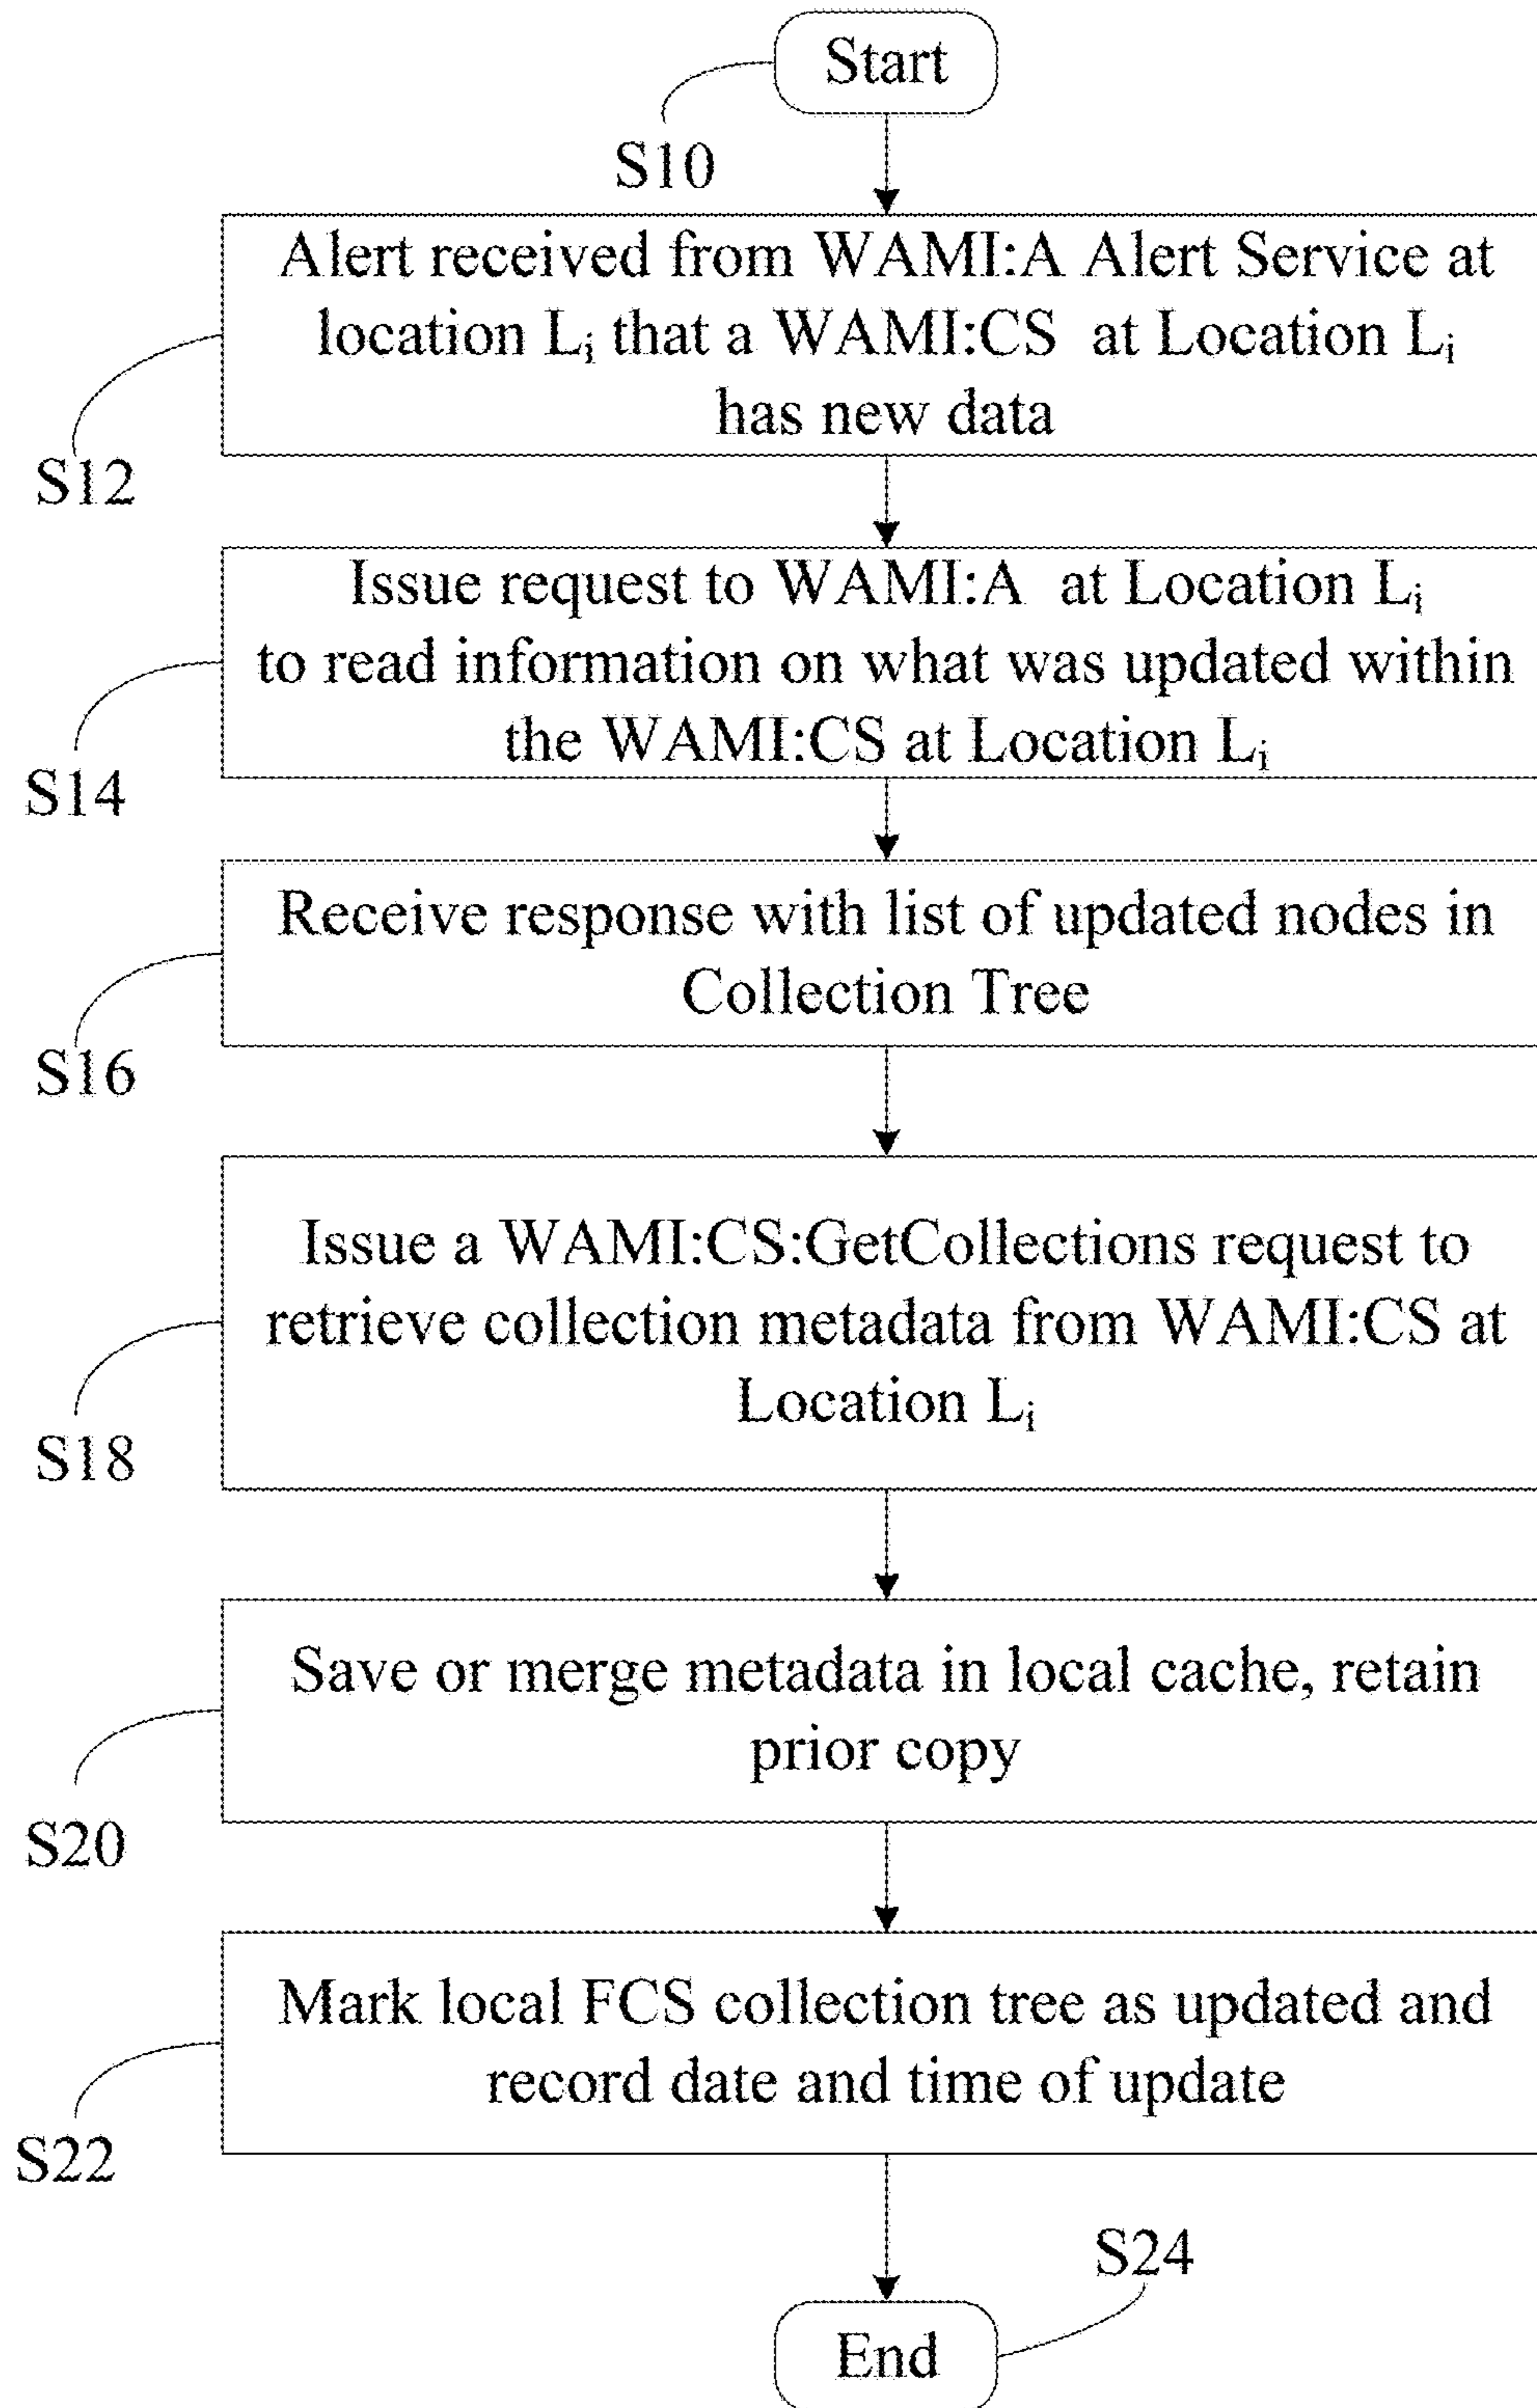 Start
S10
Alert received from WAMI:A Alert Service at
location Li that a WAMI:CS at Location Li
has new data
S12
Issue request to WAMI:A at Location Li
to read information on what was updated within
the WAMI:CS at Location Li
S14
Receive response with list of updated nodes in
Collection Tree
S16
Issue a WAMI:CS:GetCollections request to
retrieve collection metadata from WAMI:CS at
Location Li
S18
Save or merge metadata in local cache, retain
prior copy
S20
Mark local FCS collection tree as updated and
record date and time of update
S22
S24
End